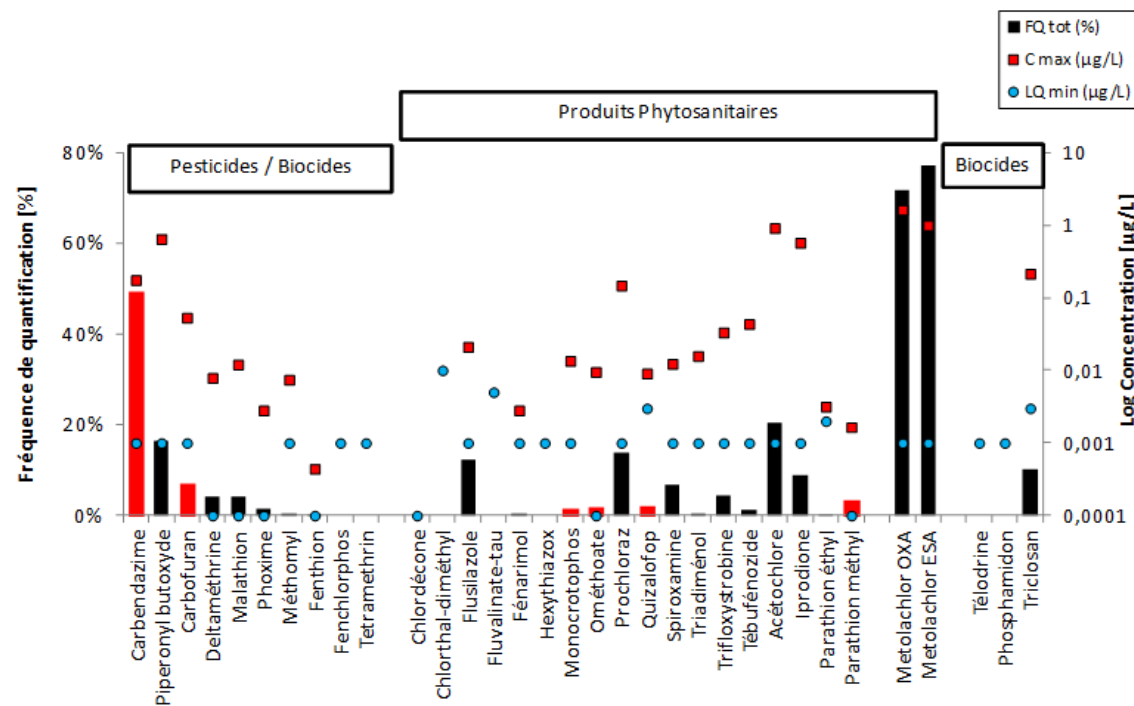 FQ tot (%)
C max (µg/L)
LQ min (µg/L)
Produits Phytosanitaires
Pesticides / Biocides
Biocides
Fréquence de quantification [%]
80%
60%
40%
20%
0%
10
1
0,1
0,01
0,001
0,0001
Log Concentration [µg/L]
Carbendazime
Piperonyl butoxyde
Carbofuran
Deltaméthrine
Malathion
Phoxime
Méthomyl
Fenthion
Fenchlorphos
Tetramethrin
Chlordécone
Chlorthal-diméthyl
Flusilazole
Fluvalinate-tau
Fénarimol
Hexythiazox
Monocrotophos
Ométhoate
Prochloraz
Quizalofop
Spiroxamine
Triadiménol
Trifloxystrobine
Tébufénozide
Acétochlore
Iprodione
Parathion éthyl
Parathion méthyl
Metolachlor OXA
Metolachlor ESA
Télodrine
Phosphamidon
Triclosan